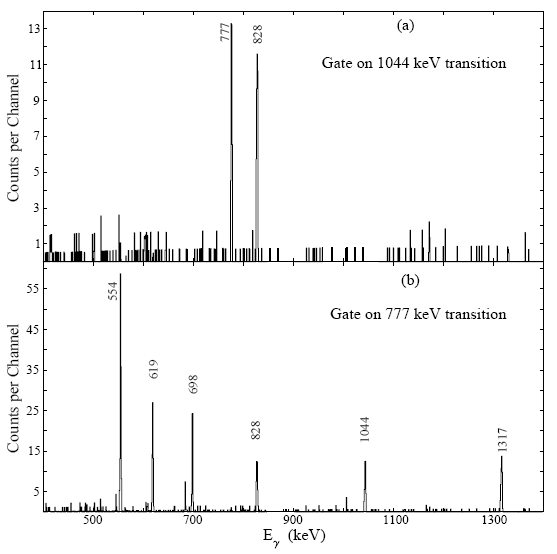 (a)
777
828
Gate on 1044 keV transition
Counts per Channel
13
11
9
7
5
3
1
(b)
554
619
698
828
1044
1317
Gate on 777 keV transition
Counts per Channel
55
45
35
25
15
5
500 700 900 1100 1300
Eγ (keV)